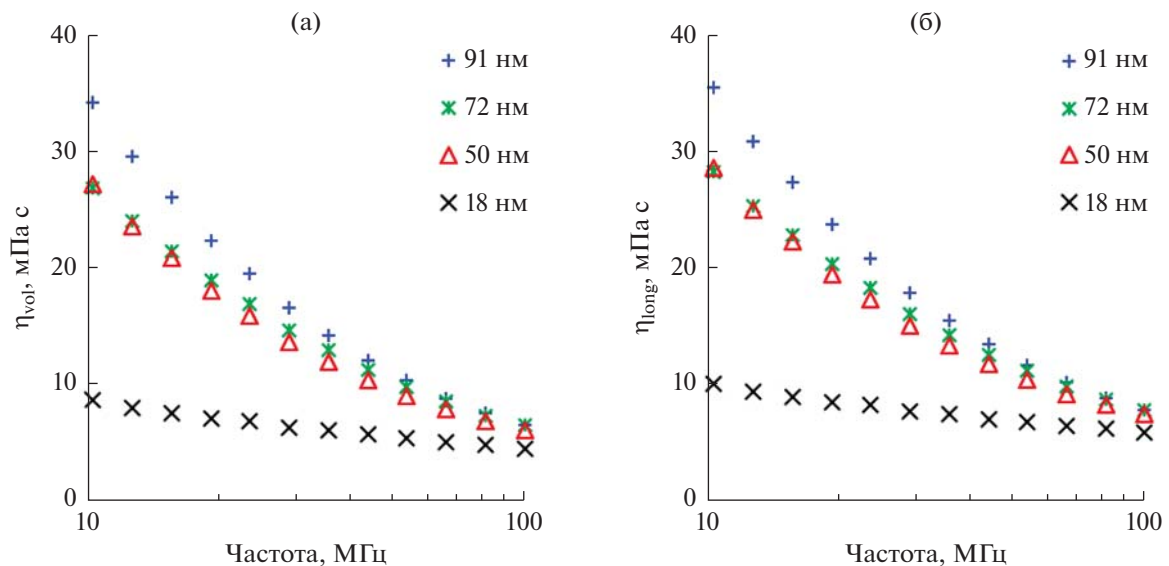 (а)
40
30
20
10
0
η_vol, мПа с
91 нм
72 нм
50 нм
18 нм
10
100
Частота, МГц
(б)
40
30
20
10
0
η_long, мПа с
91 нм
72 нм
50 нм
18 нм
10
100
Частота, МГц